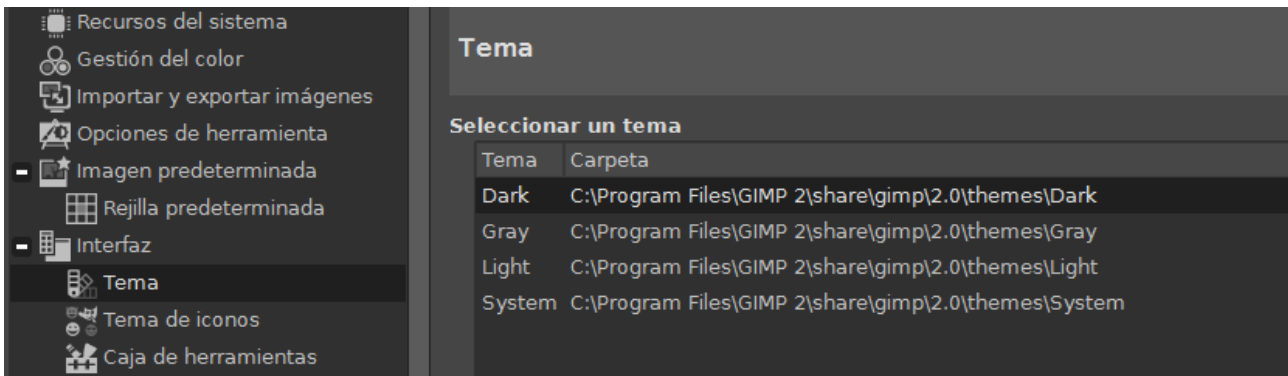 Recursos del sistema
Gestión del color
Importar y exportar imágenes
Opciones de herramienta
Imagen predeterminada
Rejilla predeterminada
Interfaz
Tema
Tema de iconos
Caja de herramientas
Tema
Seleccionar un tema
Tema Carpeta
Dark C:\Program Files\GIMP 2\share\gimp\2.0\themes\Dark
Gray C:\Program Files\GIMP 2\share\gimp\2.0\themes\Gray
Light C:\Program Files\GIMP 2\share\gimp\2.0\themes\Light
System C:\Program Files\GIMP 2\share\gimp\2.0\themes\System